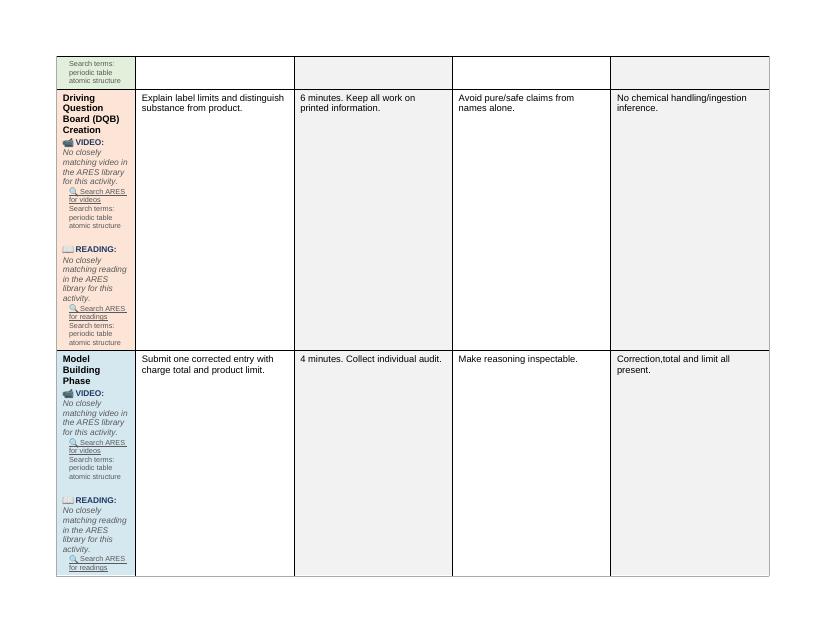 Search terms:
periodic table
atomic structure
Driving
Question
Board (DQB)
Creation
📹 VIDEO:
No closely
matching video in
the ARES library
for this activity.
🔍 Search ARES
for videos
Search terms:
periodic table
atomic structure
📖 READING:
No closely
matching reading
in the ARES
library for this
activity.
🔍 Search ARES
for readings
Search terms:
periodic table
atomic structure
Explain label limits and distinguish
substance from product.
6 minutes. Keep all work on
printed information.
Avoid pure/safe claims from
names alone.
No chemical handling/ingestion
inference.
Model
Building
Phase
📹 VIDEO:
No closely
matching video in
the ARES library
for this activity.
🔍 Search ARES
for videos
Search terms:
periodic table
atomic structure
📖 READING:
No closely
matching reading
in the ARES
library for this
activity.
🔍 Search ARES
for readings
Submit one corrected entry with
charge total and product limit.
4 minutes. Collect individual audit.
Make reasoning inspectable.
Correction,total and limit all
present.